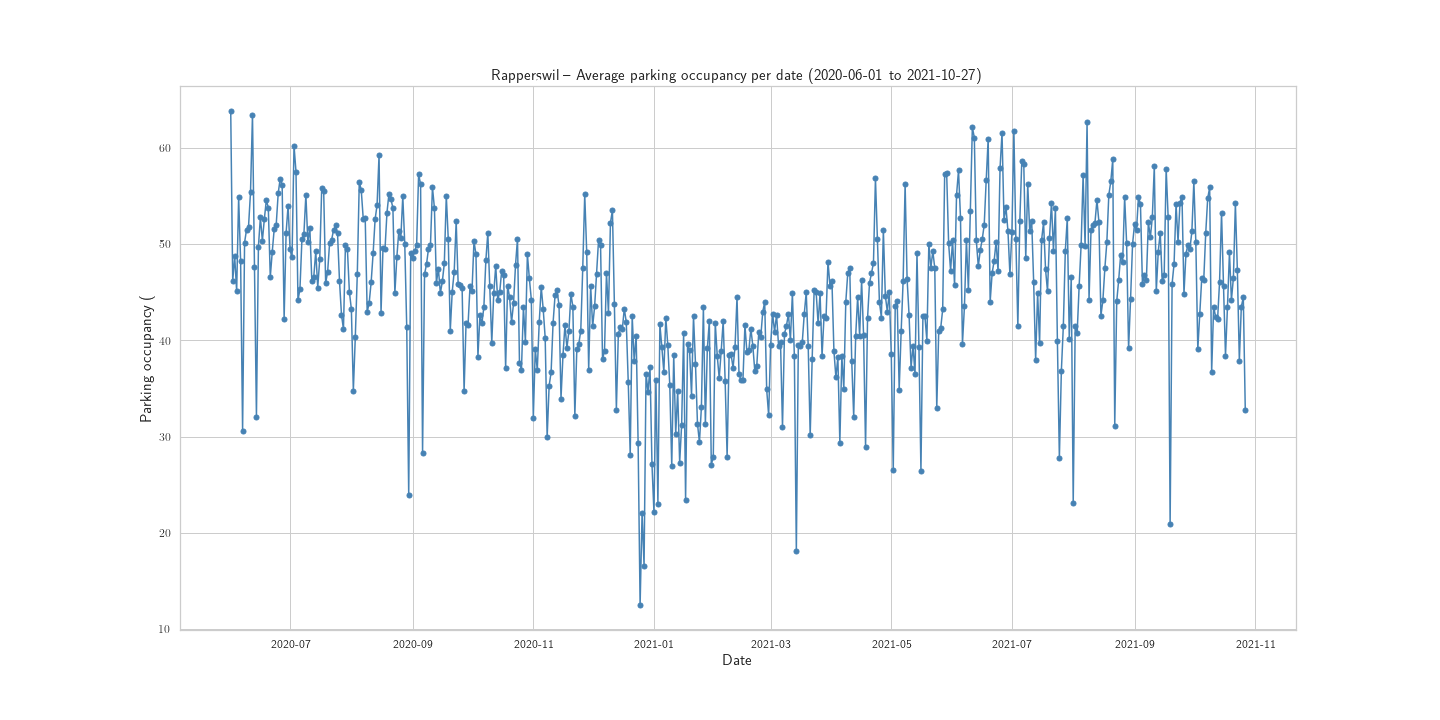 Rapperswil – Average parking occupancy per date (2020-06-01 to 2021-10-27)
Parking occupancy (
60
50
40
30
20
10
2020-07 2020-09 2020-11 2021-01 2021-03 2021-05 2021-07 2021-09 2021-11
Date